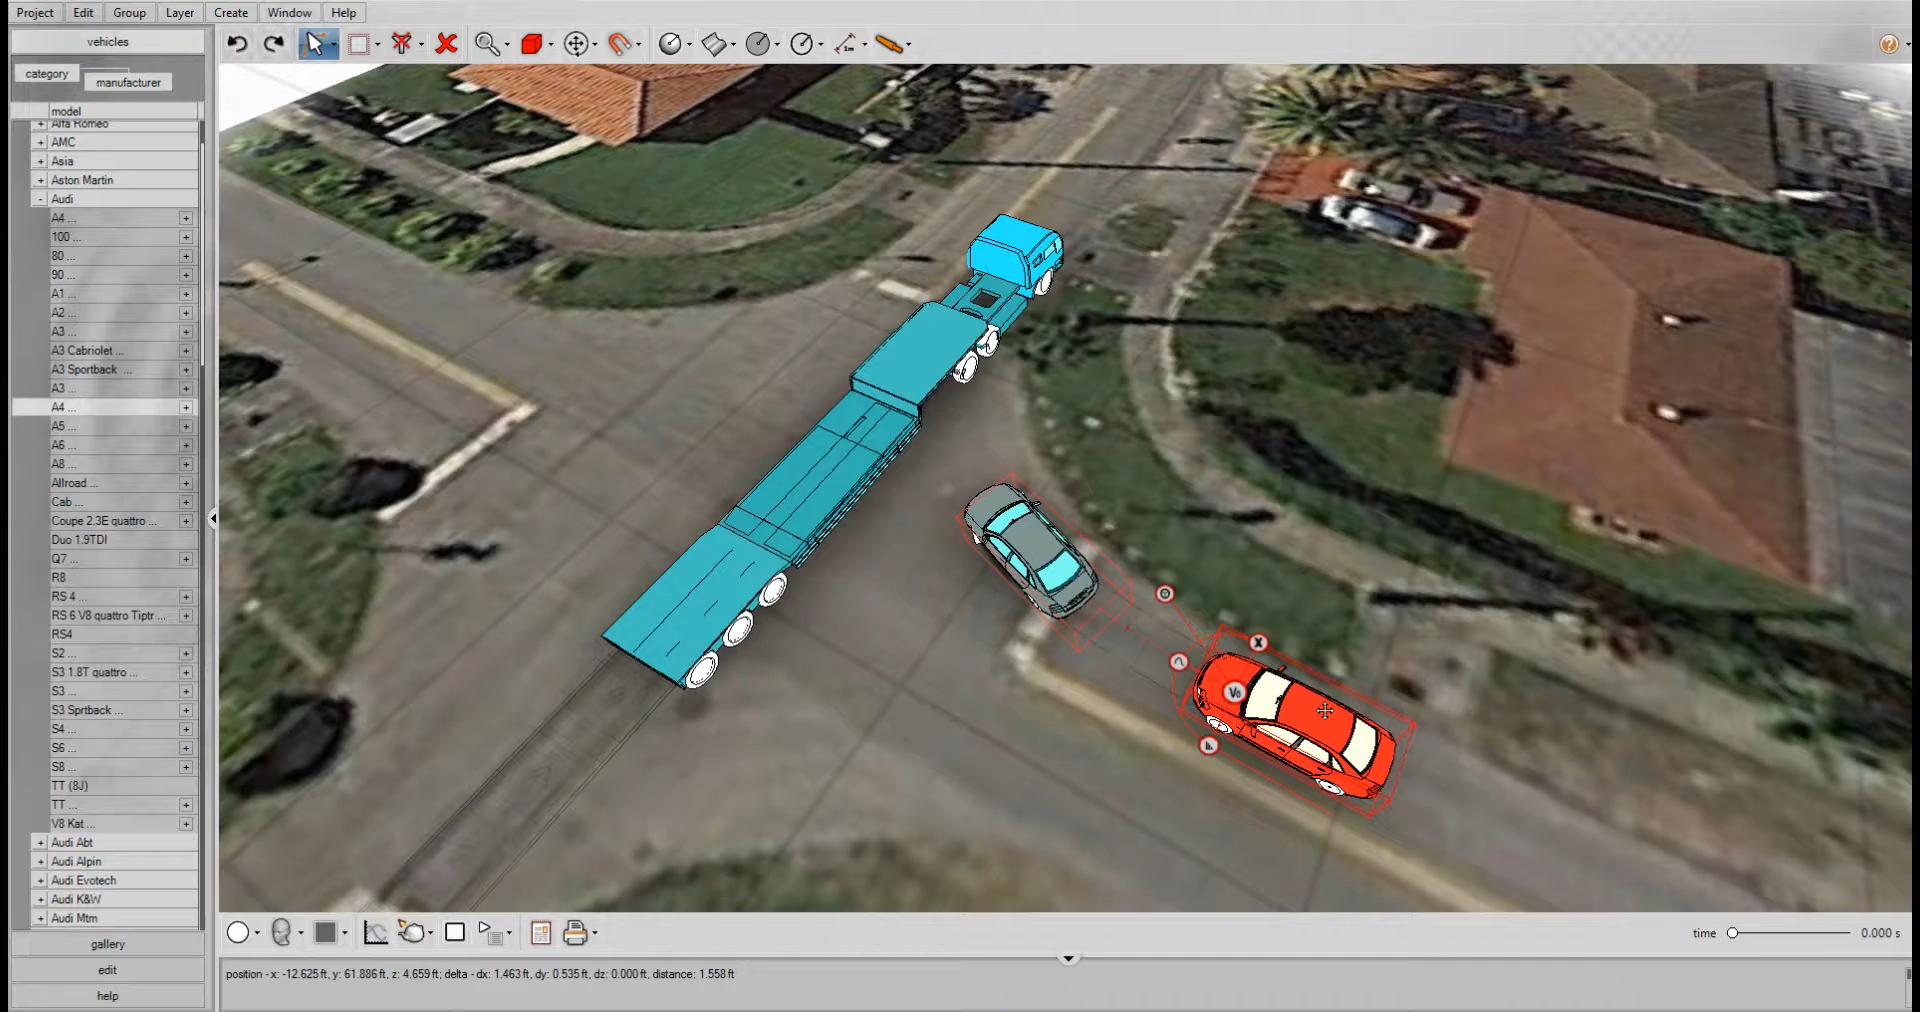 Project Edit Group Layer Create Window Help
vehicles
category
manufacturer
model
Alfa Romeo
AMC
Asia
Aston Martin
Audi
A4 ...
100 ...
80 ...
90 ...
A1 ...
A2 ...
A3 ...
A3 Cabriolet ...
A3 Sportback ...
A3 ...
A4 ...
A5 ...
A6 ...
A8 ...
Allroad ...
Cab ...
Coupe 2.3E quattro ...
Duo 1.9TDI
Q7 ...
R8
RS 4 ...
RS 6 V8 quattro Tiptr ...
RS4
S2 ...
S3 1.8T quattro ...
S3 ...
S3 Sprtback ...
S4 ...
S6 ...
S8 ...
TT (8J)
TT ...
V8 Kat ...
Audi Abt
Audi Alpin
Audi Evotech
Audi K&W
Audi Mtm
gallery
edit
help
1m
X
V₀
time 0.000 s
position - x: -12.625 ft, y: 61.886 ft, z: 4.659 ft; delta - dx: 1.463 ft, dy: 0.535 ft, dz: 0.000 ft, distance: 1.558 ft